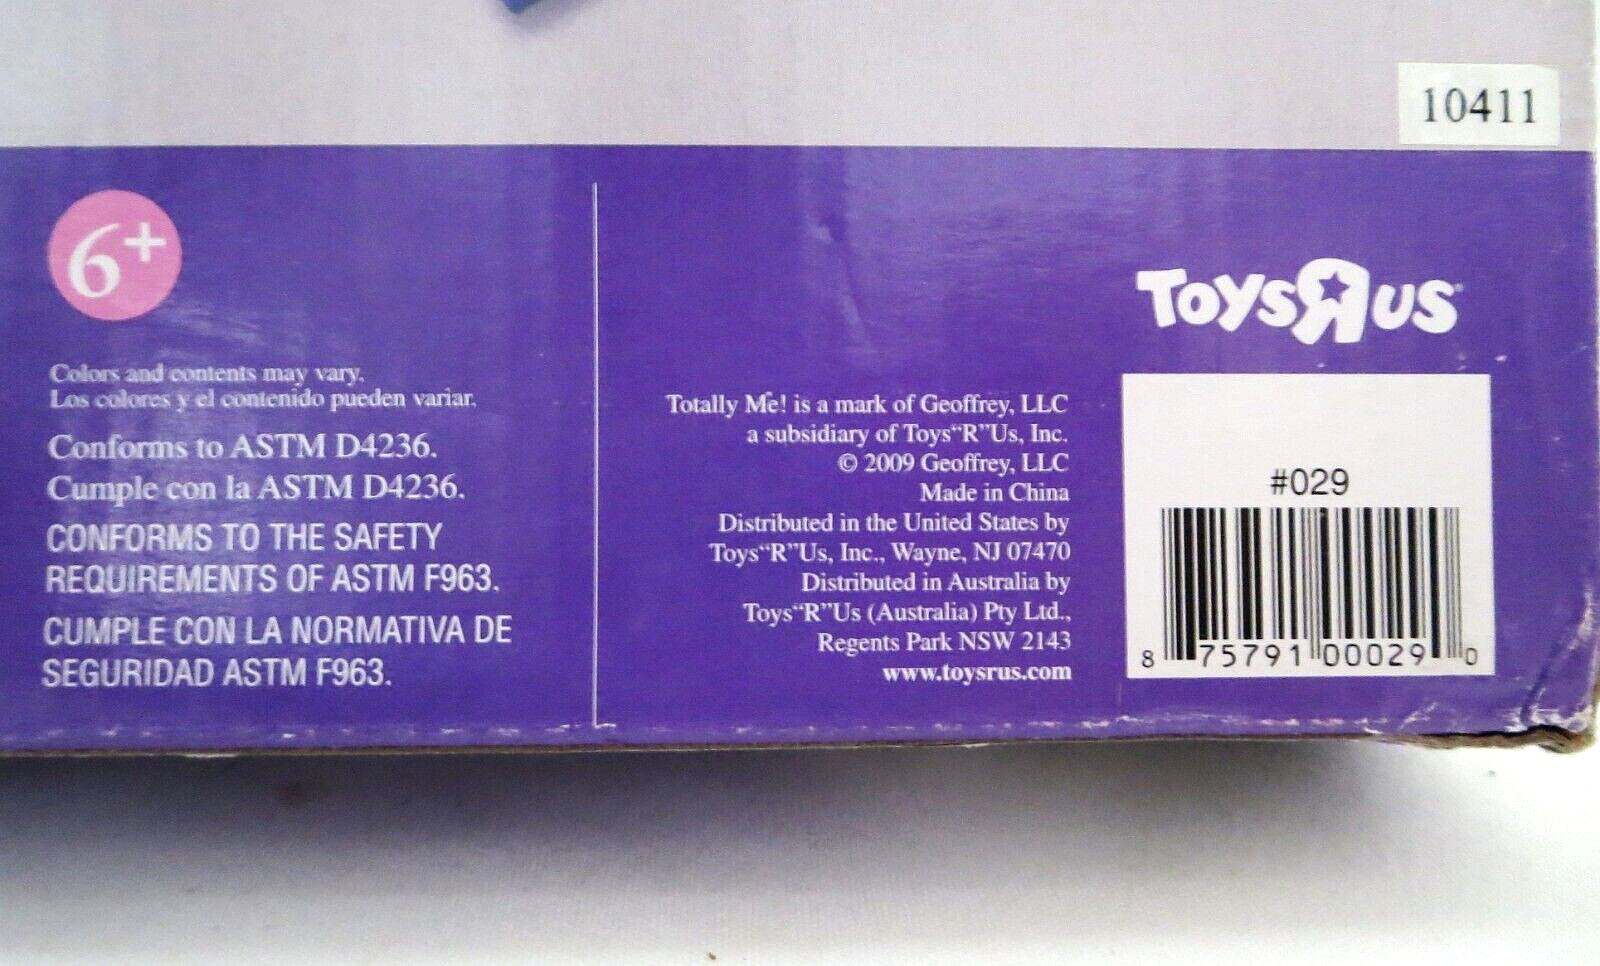 10411
6+
Colors and contents may vary.
Los colores y el contenido pueden variar.
Conforms to ASTM D4236.
Cumple con la ASTM D4236.
CONFORMS TO THE SAFETY
REQUIREMENTS OF ASTM F963.
CUMPLE CON LA NORMATIVA DE
SEGURIDAD ASTM F963.
Totally Me! is a mark of Geoffrey, LLC
a subsidiary of Toys“R”Us, Inc.
© 2009 Geoffrey, LLC
Made in China
Distributed in the United States by
Toys“R”Us, Inc., Wayne, NJ 07470
Distributed in Australia by
Toys“R”Us (Australia) Pty Ltd.,
Regents Park NSW 2143
www.toysrus.com
TOYSRUS®
#029
8 75791 00029 0